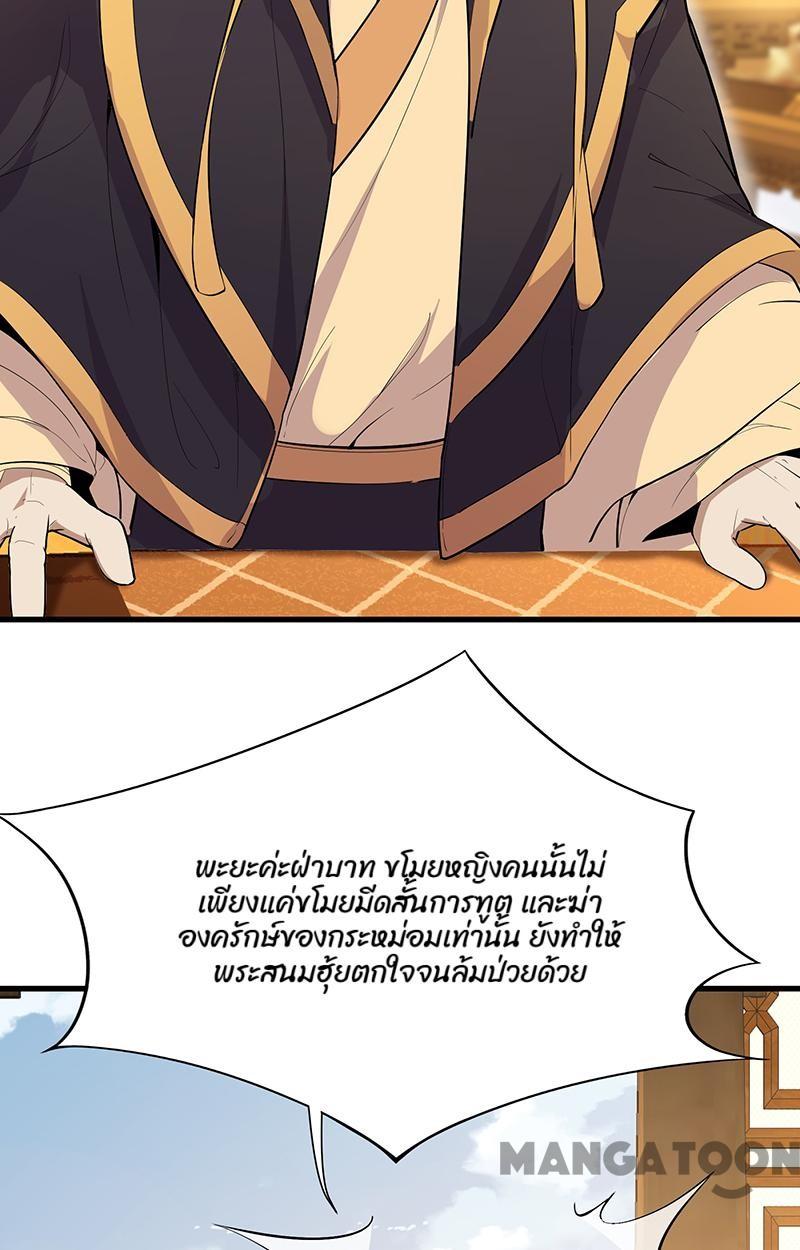 พะยะค่ะฝ่าบาท ขโมยหญิงคนนั้นไม่
เพียงแค่ขโมยมีดสั้นการทูต และฆ่า
องครักษ์ของกระหม่อมเท่านั้น ยังทำให้
พระสนมฮุ้ยตกใจจนล้มป่วยด้วย
MANGATOON